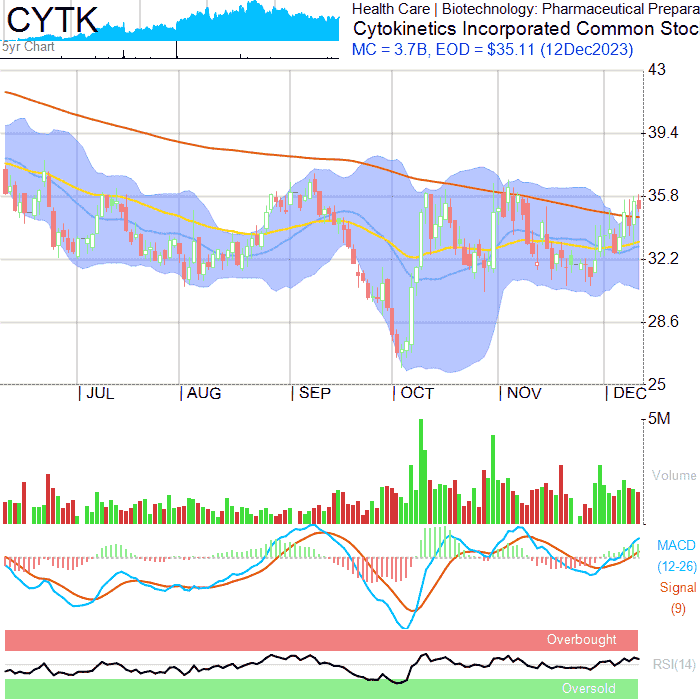 CYTK
5yr Chart
Health Care | Biotechnology: Pharmaceutical Prepara
Cytokinetics Incorporated Common Stoc
MC = 3.7B, EOD = $35.11 (12Dec2023)
43
39.4
35.8
32.2
28.6
25
|JUL |AUG |SEP |OCT |NOV |DEC
5M
Volume
MACD
(12-26)
Signal
(9)
Overbought
RSI(14)
Oversold